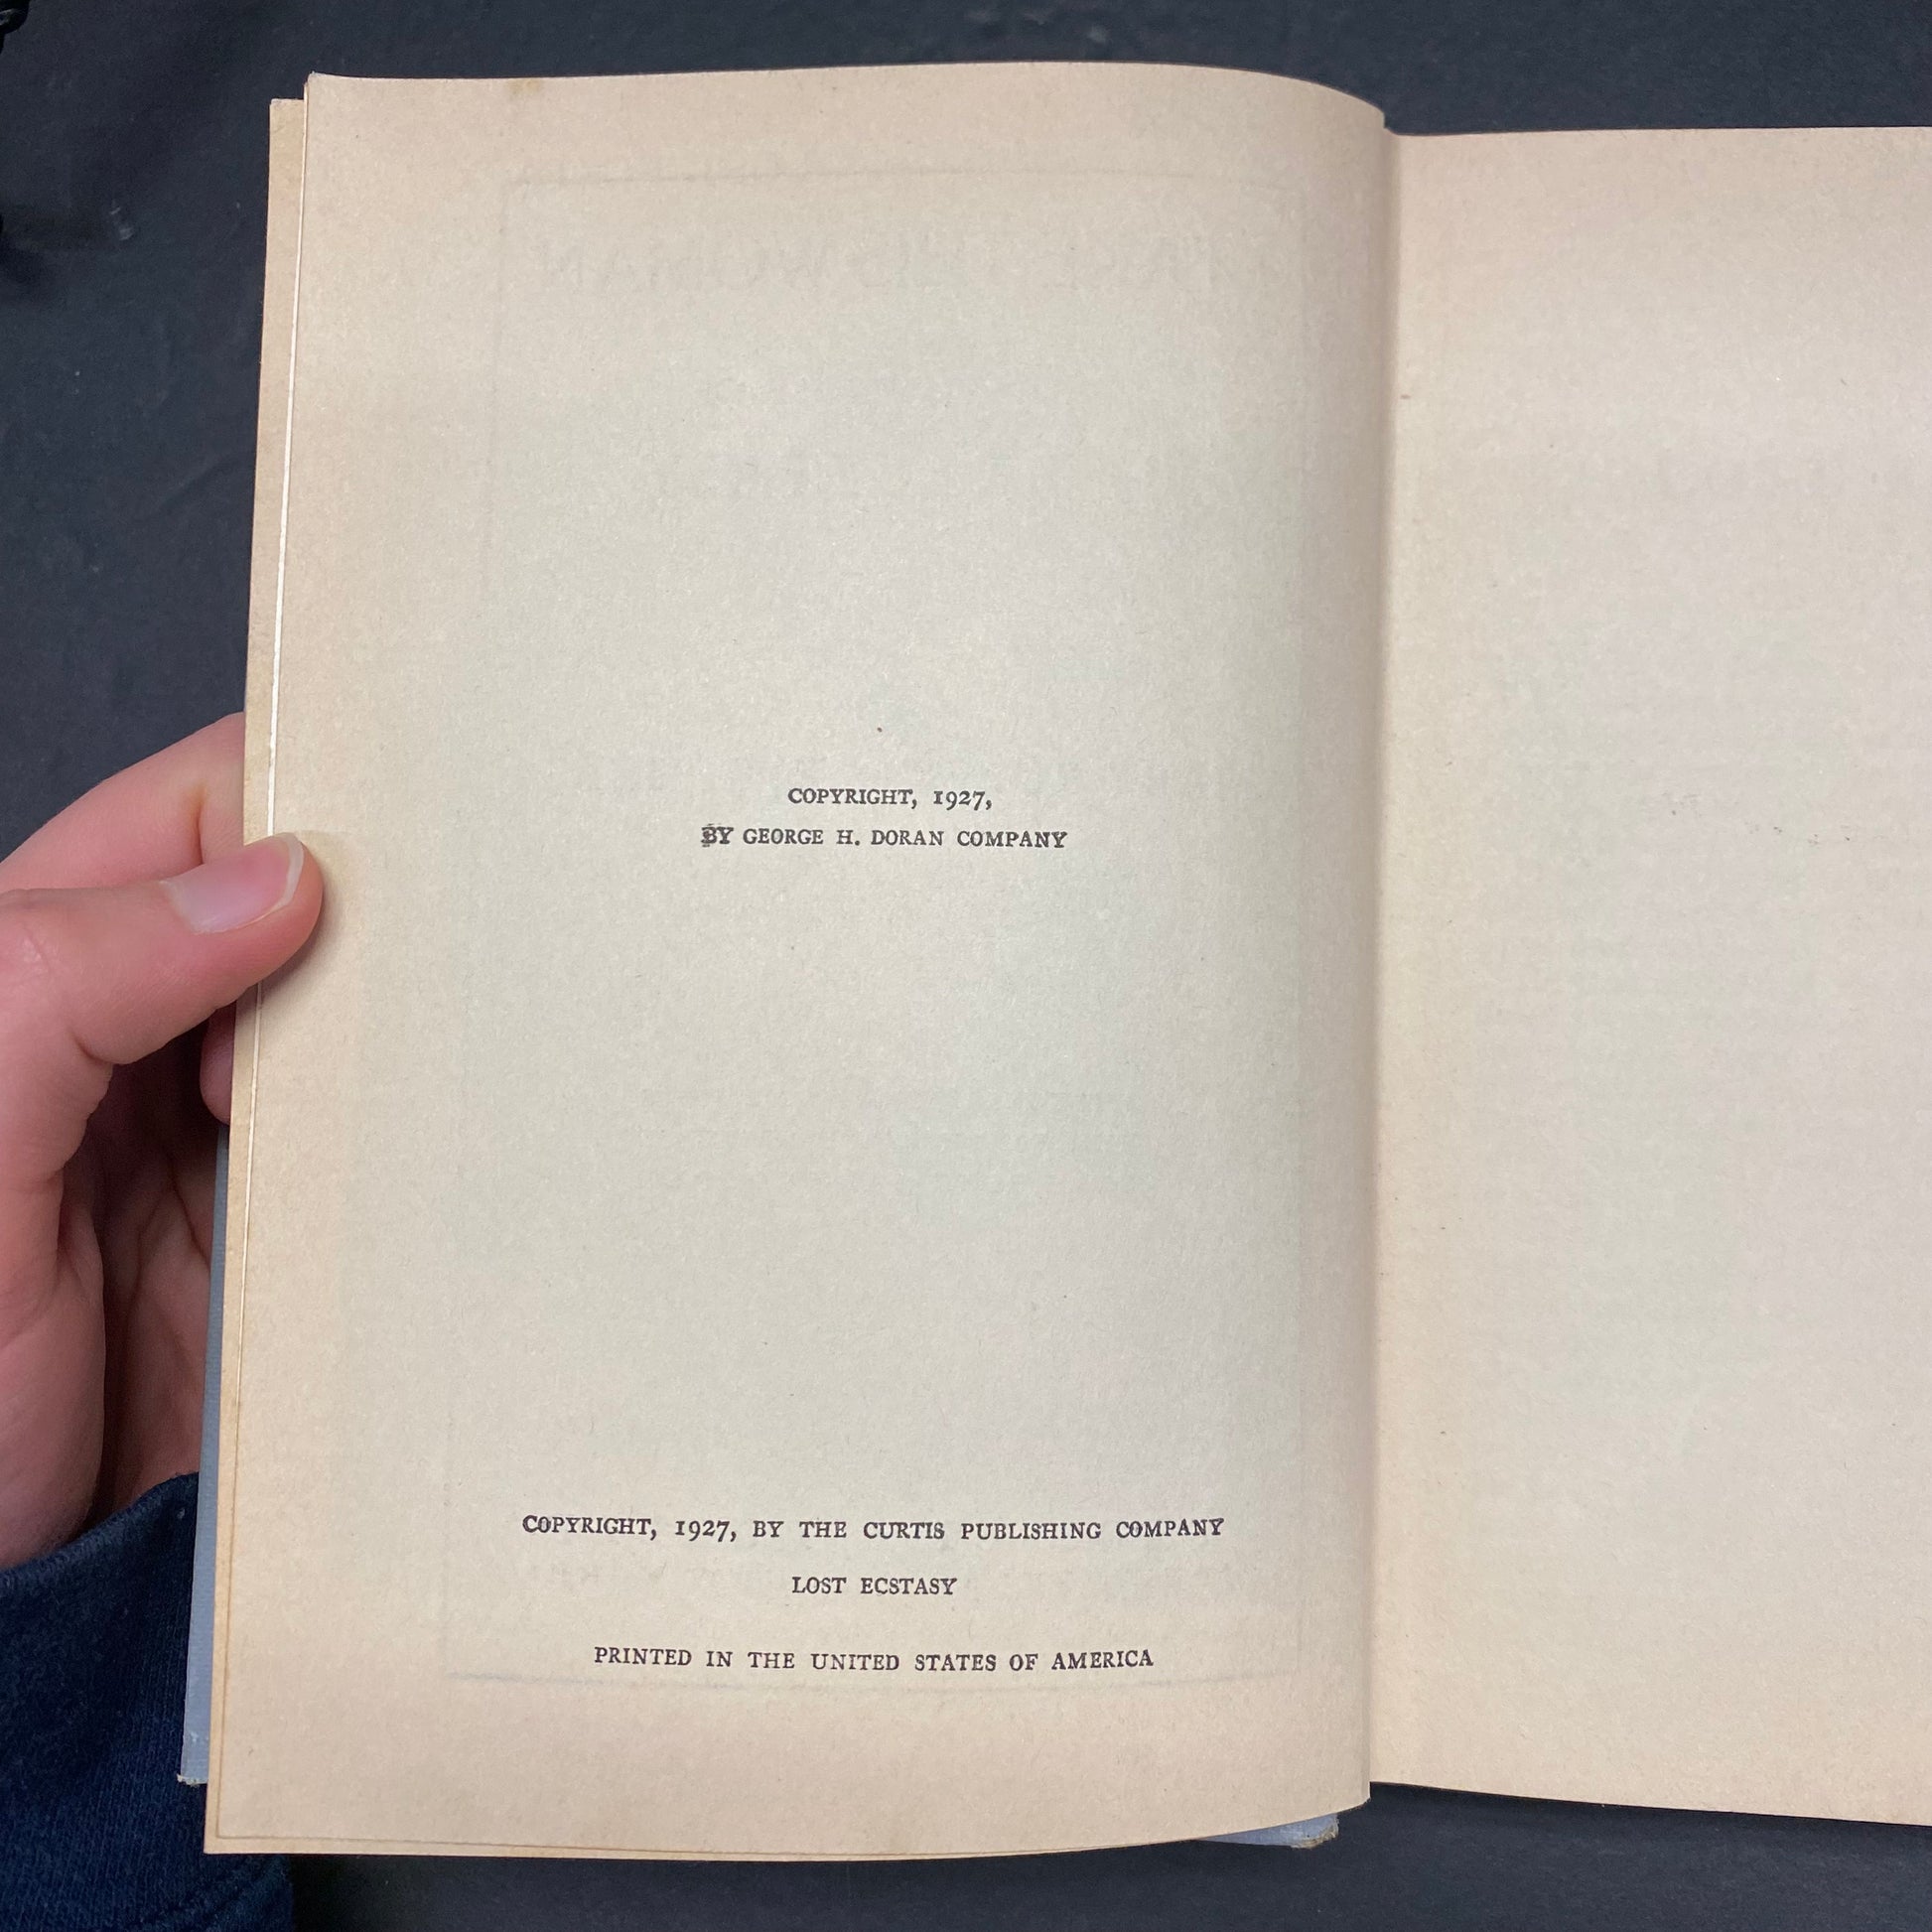 COPYRIGHT, 1927,
BY GEORGE H. DORAN COMPANY
COPYRIGHT, 1927, BY THE CURTIS PUBLISHING COMPANY
LOST ECSTASY
PRINTED IN THE UNITED STATES OF AMERICA